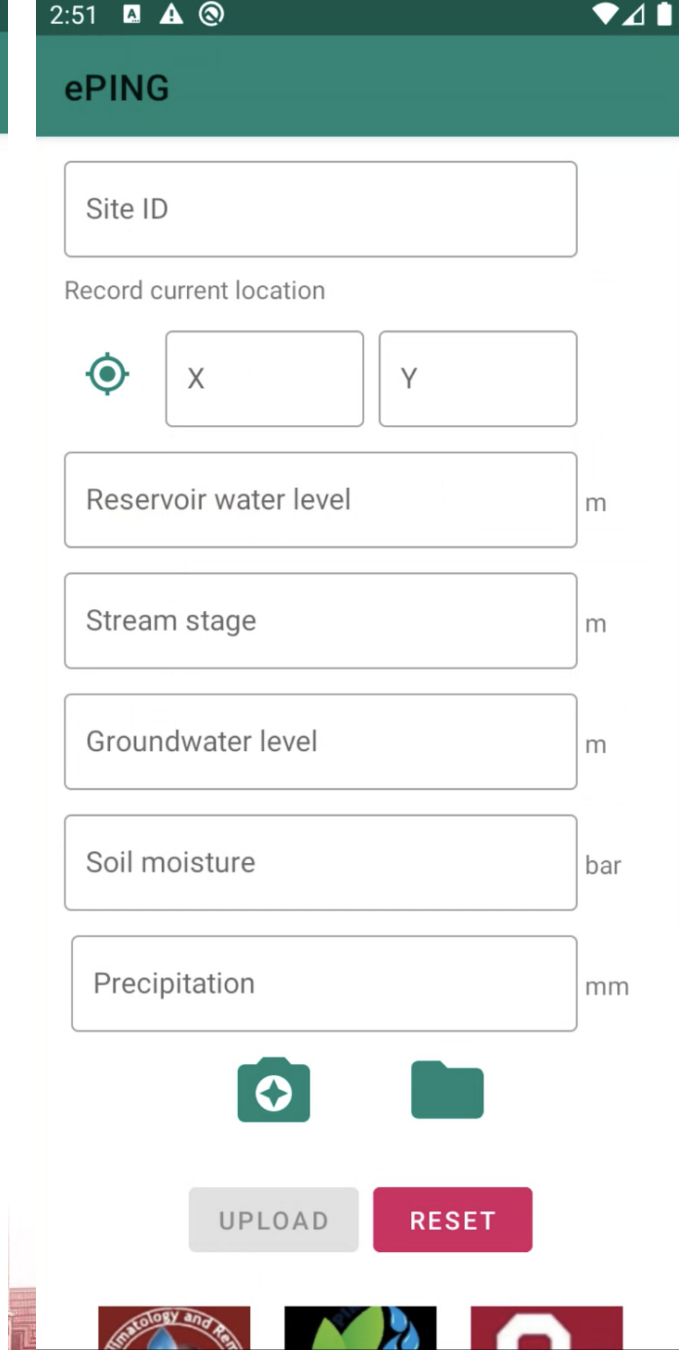 2:51
ePING
Site ID
Record current location
X
Y
Reservoir water level
m
Stream stage
m
Groundwater level
m
Soil moisture
bar
Precipitation
mm
UPLOAD
RESET
and